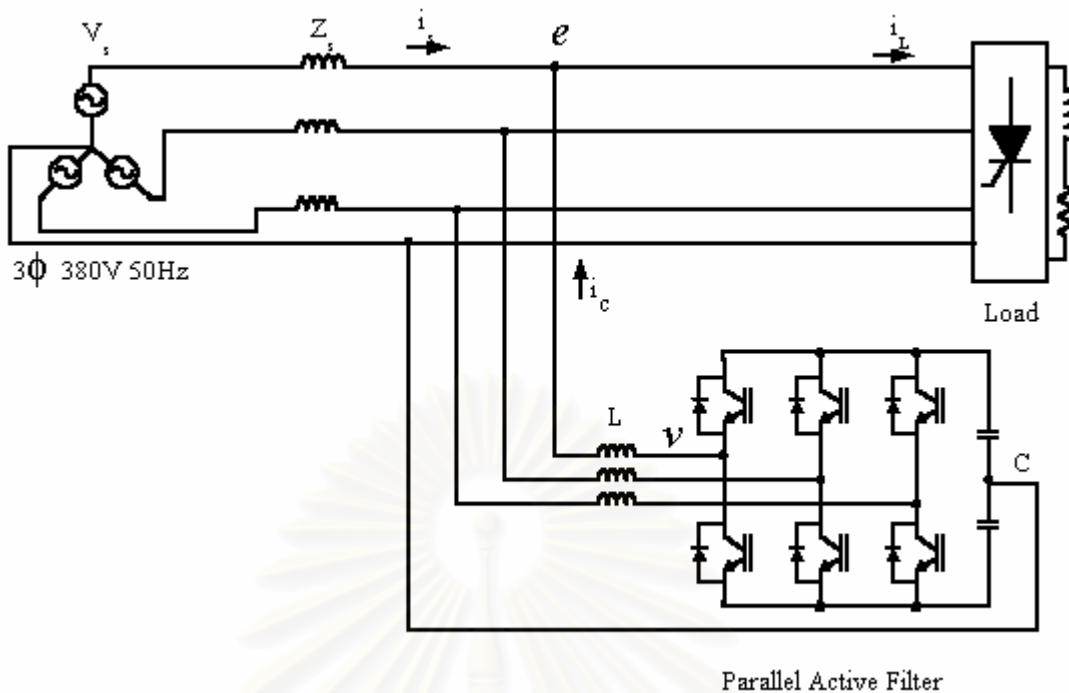 V_s
Z_s
i_s
e
i_L
3ϕ 380V 50Hz
i_c
Load
L
v
C
Parallel Active Filter